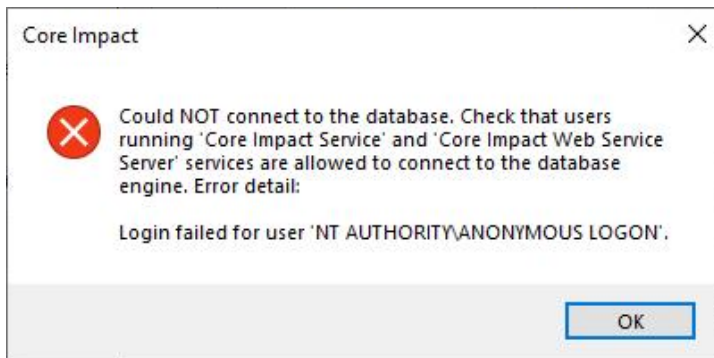 Core Impact
Could NOT connect to the database. Check that users
running 'Core Impact Service' and 'Core Impact Web Service
Server' services are allowed to connect to the database
engine. Error detail:
Login failed for user 'NT AUTHORITY\ANONYMOUS LOGON'.
OK